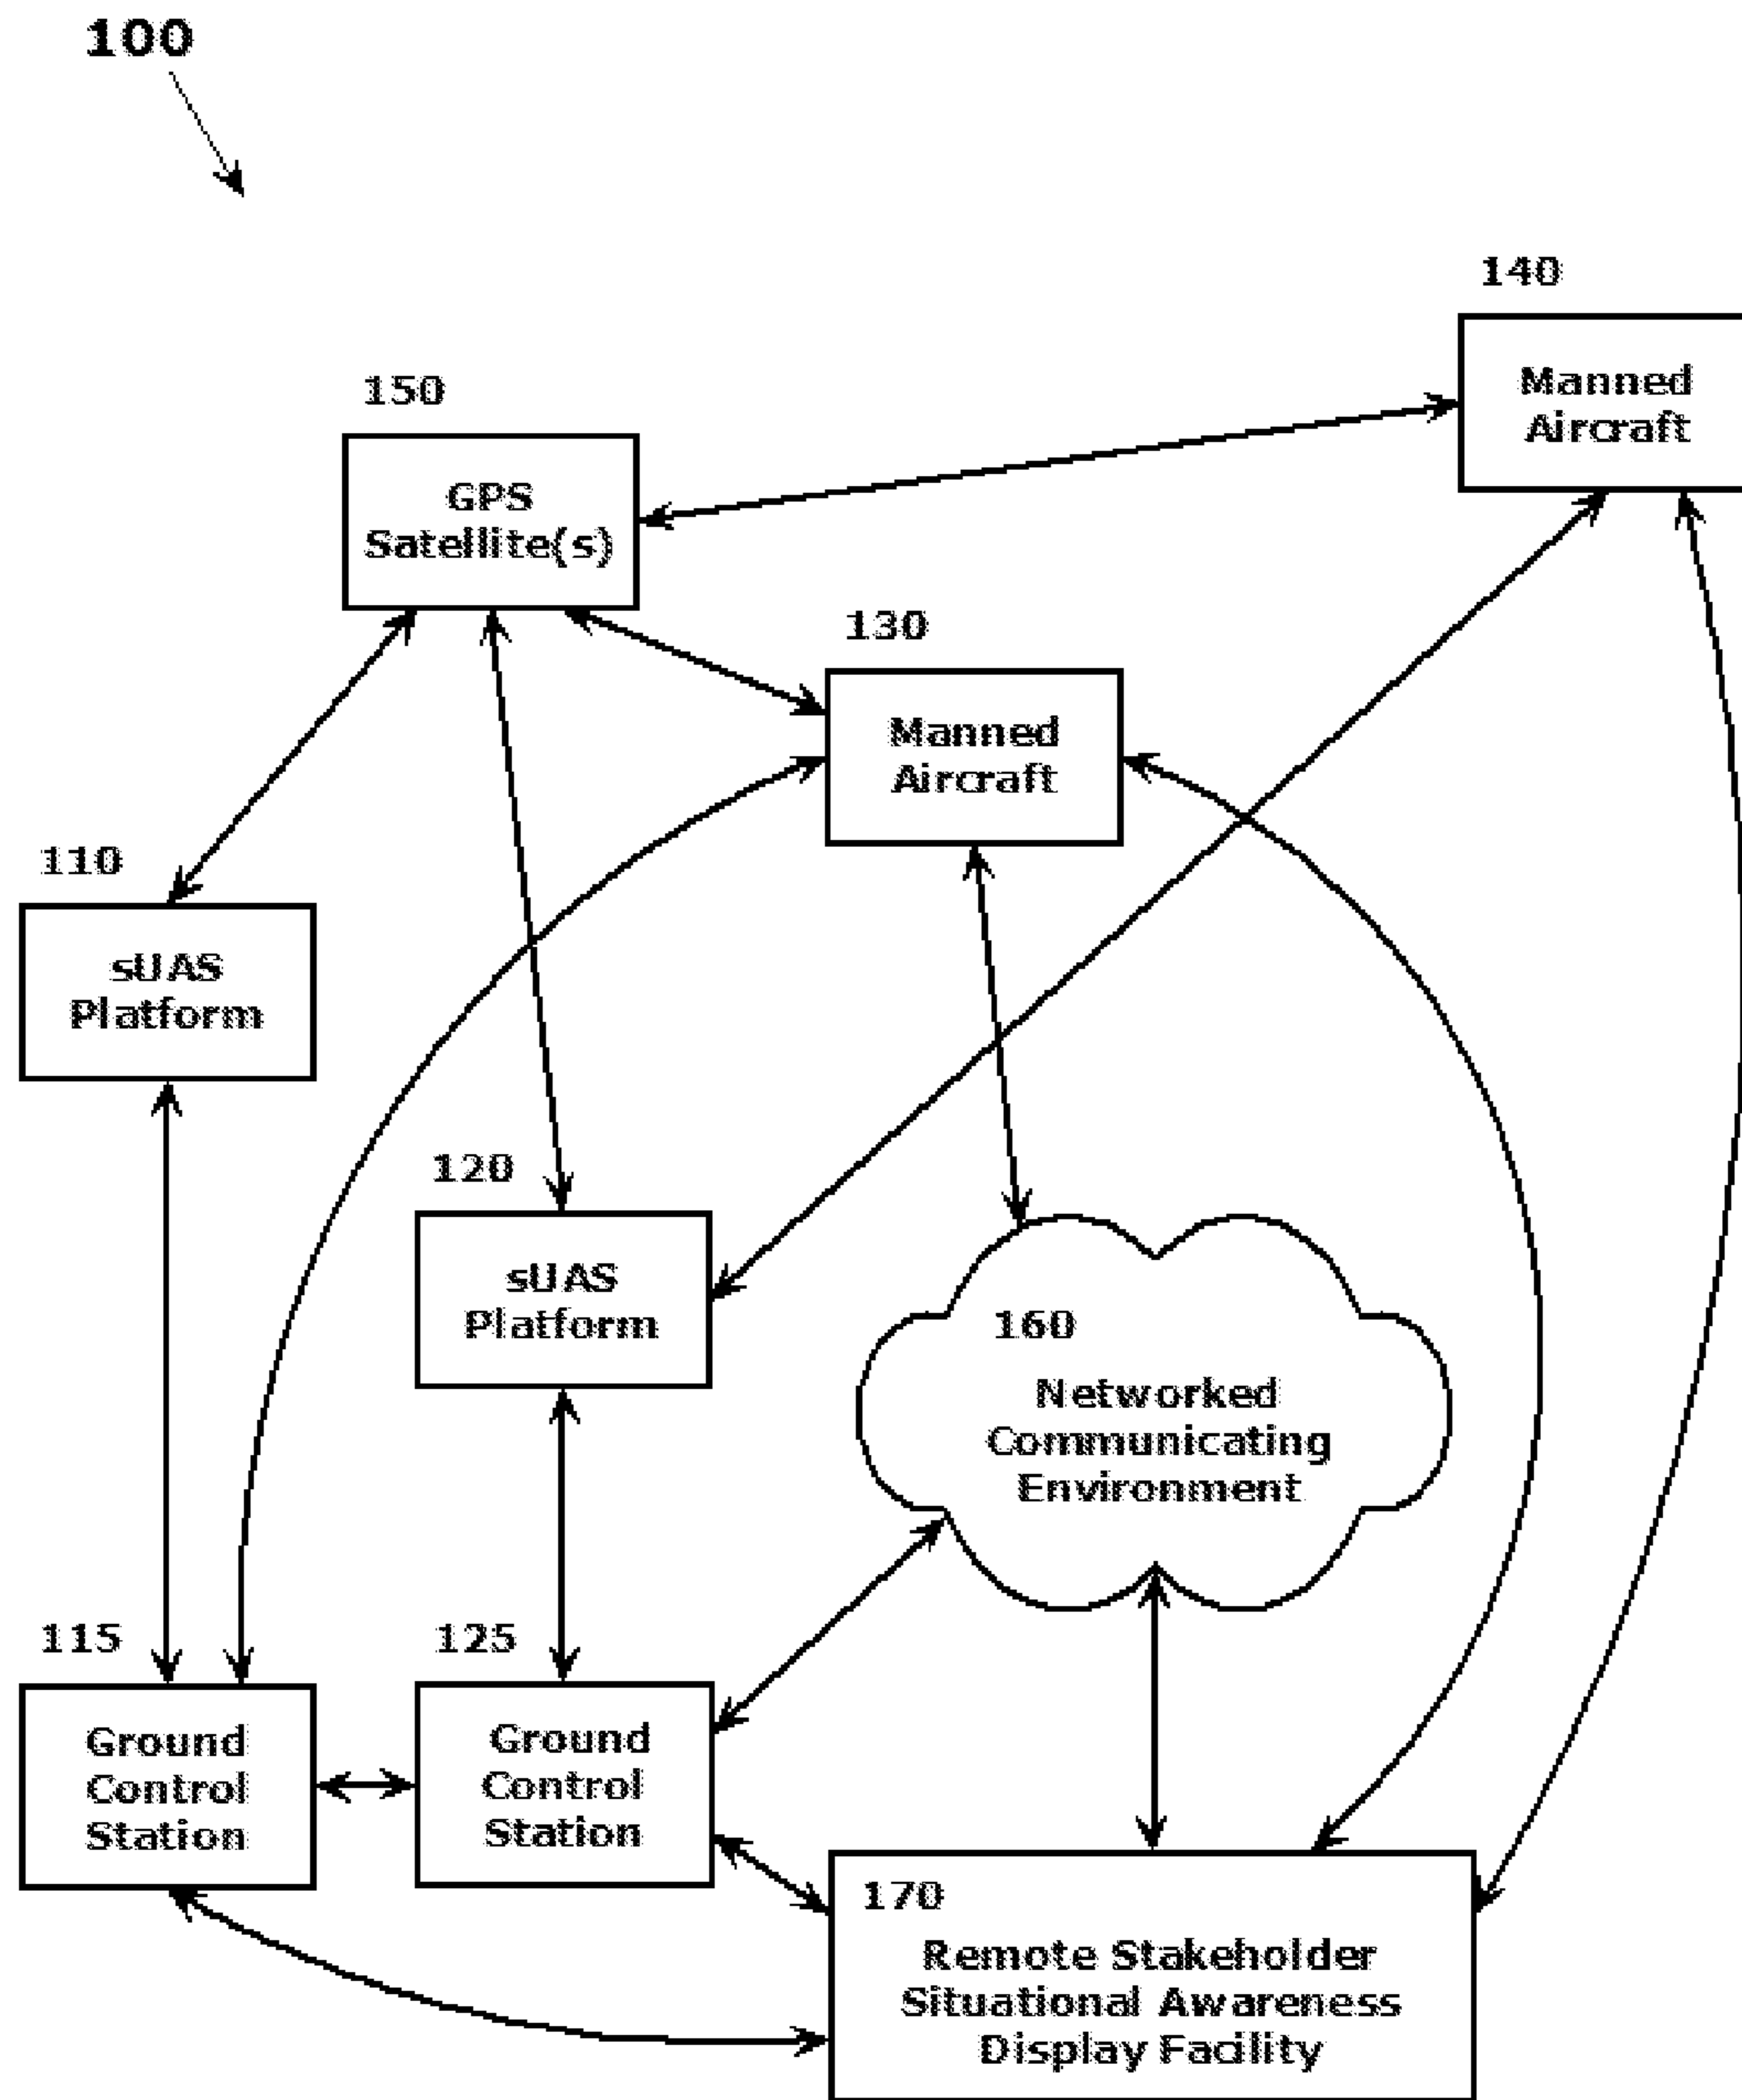 100
140
Manned
Aircraft
150
GPS
Satellite(s)
130
Manned
Aircraft
110
sUAS
Platform
120
sUAS
Platform
160
Networked
Communicating
Environment
115
Ground
Control
Station
125
Ground
Control
Station
170
Remote Stakeholder
Situational Awareness
Display Facility